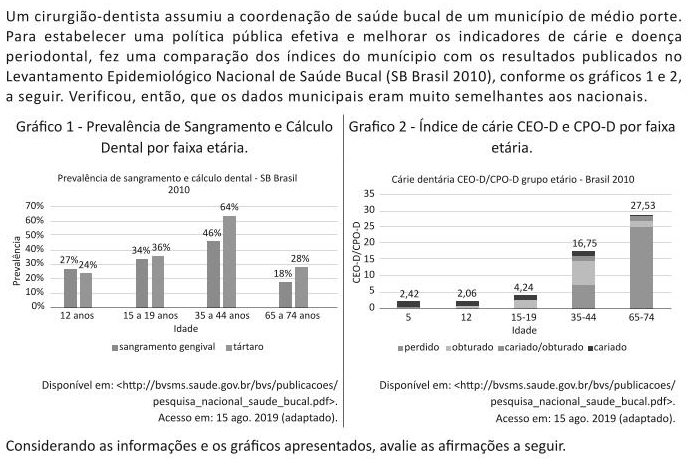 Um cirurgião-dentista assumiu a coordenação de saúde bucal de um município de médio porte.
Para estabelecer uma política pública efetiva e melhorar os indicadores de cárie e doença
periodontal, fez uma comparação dos índices do munícipio com os resultados publicados no
Levantamento Epidemiológico Nacional de Saúde Bucal (SB Brasil 2010), conforme os gráficos 1 e 2,
a seguir. Verificou, então, que os dados municipais eram muito semelhantes aos nacionais.
Gráfico 1 - Prevalência de Sangramento e Cálculo
Dental por faixa etária.
Prevalência de sangramento e cálculo dental - SB Brasil
2010
Prevalência
70%
60%
50%
40%
30%
20%
10%
0%
27% 24% 34% 36% 46% 64% 18% 28%
12 anos 15 a 19 anos 35 a 44 anos 65 a 74 anos
Idade
sangramento gengival tártaro
Disponível em: <http://bvsms.saude.gov.br/bvs/publicacoes/
pesquisa_nacional_saude_bucal.pdf>.
Acesso em: 15 ago. 2019 (adaptado).
Grafico 2 - Índice de cárie CEO-D e CPO-D por faixa
etária.
Cárie dentária CEO-D/CPO-D grupo etário - Brasil 2010
CEO-D/CPO-D
35
30
25
20
15
10
5
0
2,42 2,06 4,24 16,75 27,53
5 12 15-19 35-44 65-74
Idade
perdido obturado cariado/obturado cariado
Disponível em: <http://bvsms.saude.gov.br/bvs/publicacoes/
pesquisa_nacional_saude_bucal.pdf>.
Acesso em: 15 ago. 2019 (adaptado).
Considerando as informações e os gráficos apresentados, avalie as afirmações a seguir.